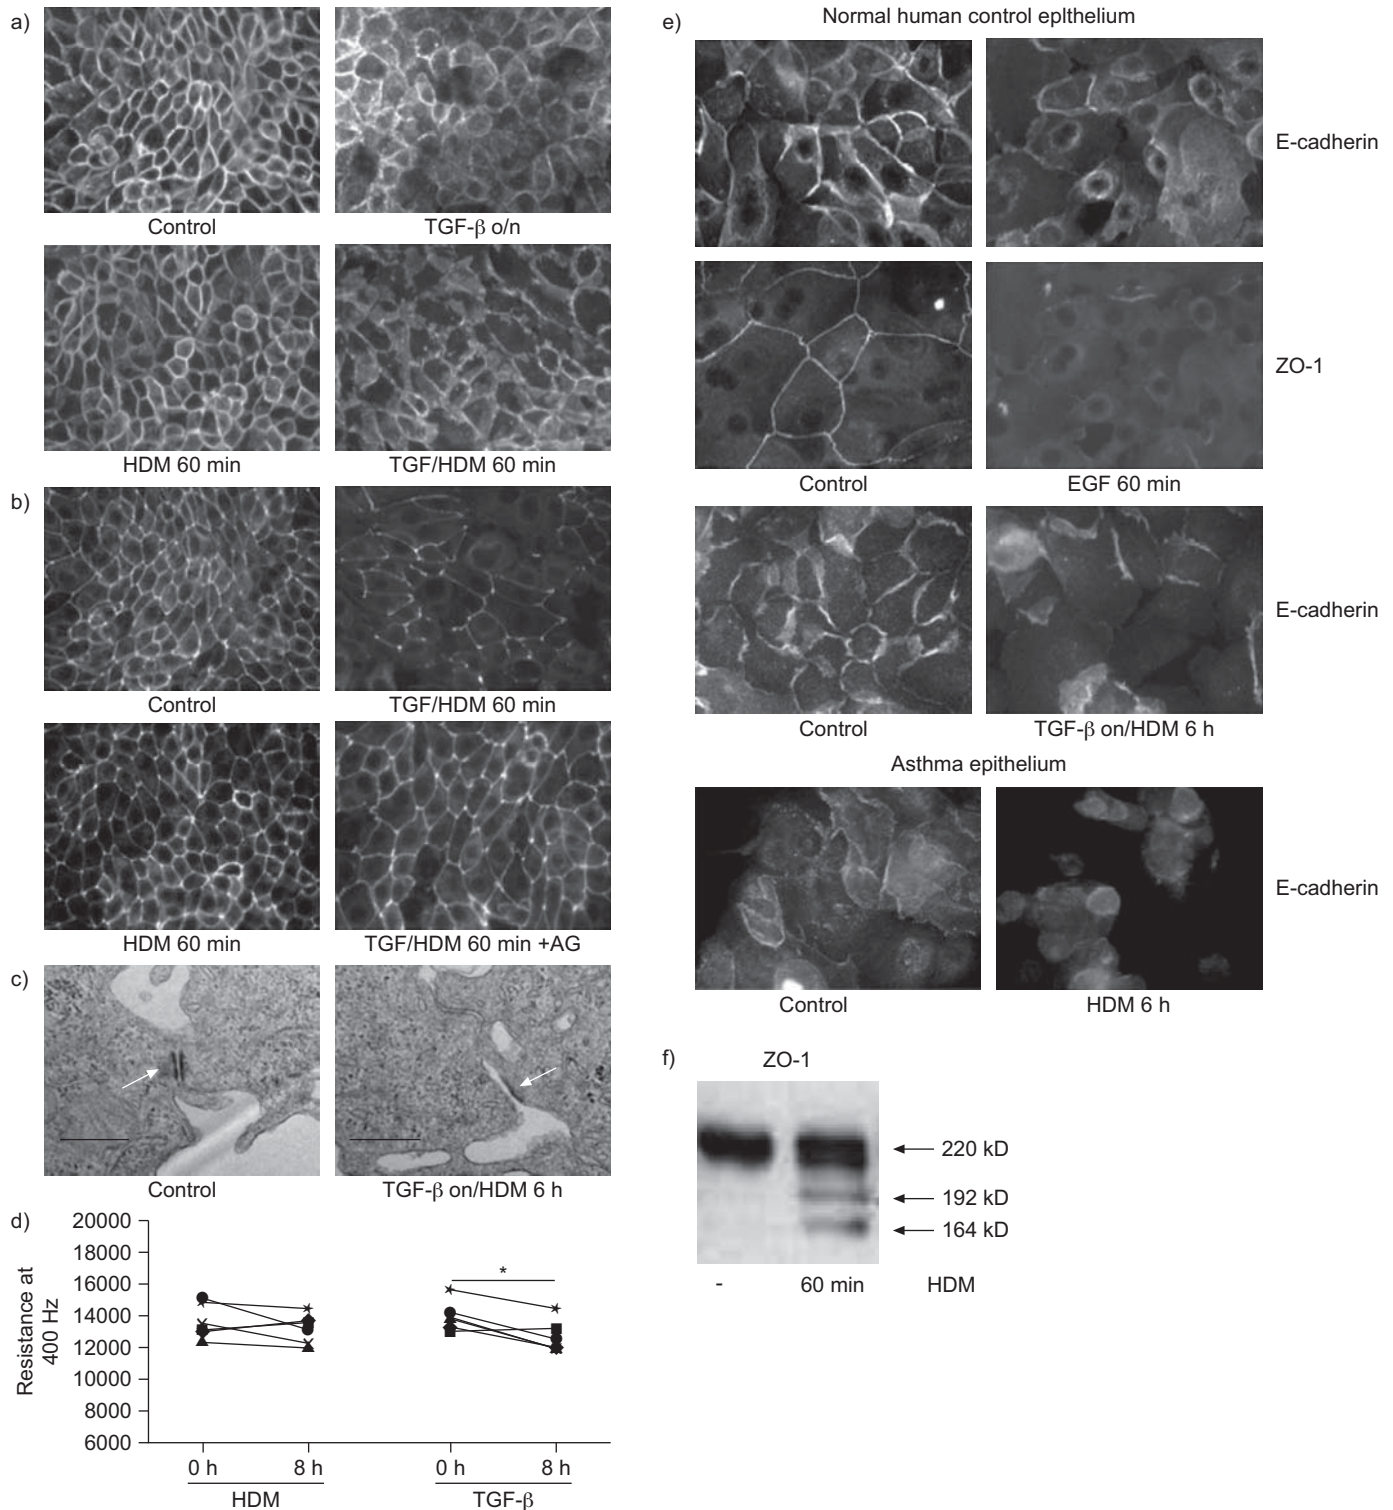 a)
Control
TGF-β o/n
HDM 60 min
TGF/HDM 60 min
b)
Control
TGF/HDM 60 min
HDM 60 min
TGF/HDM 60 min +AG
c)
Control
TGF-β on/HDM 6 h
d)
Resistance at
400 Hz
20000
18000
16000
14000
12000
10000
8000
6000
*
0 h
8 h
0 h
8 h
HDM
TGF-β
e)
Normal human control eplthelium
E-cadherin
ZO-1
Control
EGF 60 min
E-cadherin
Control
TGF-β on/HDM 6 h
Asthma epithelium
E-cadherin
Control
HDM 6 h
f)
ZO-1
220 kD
192 kD
164 kD
-
60 min
HDM